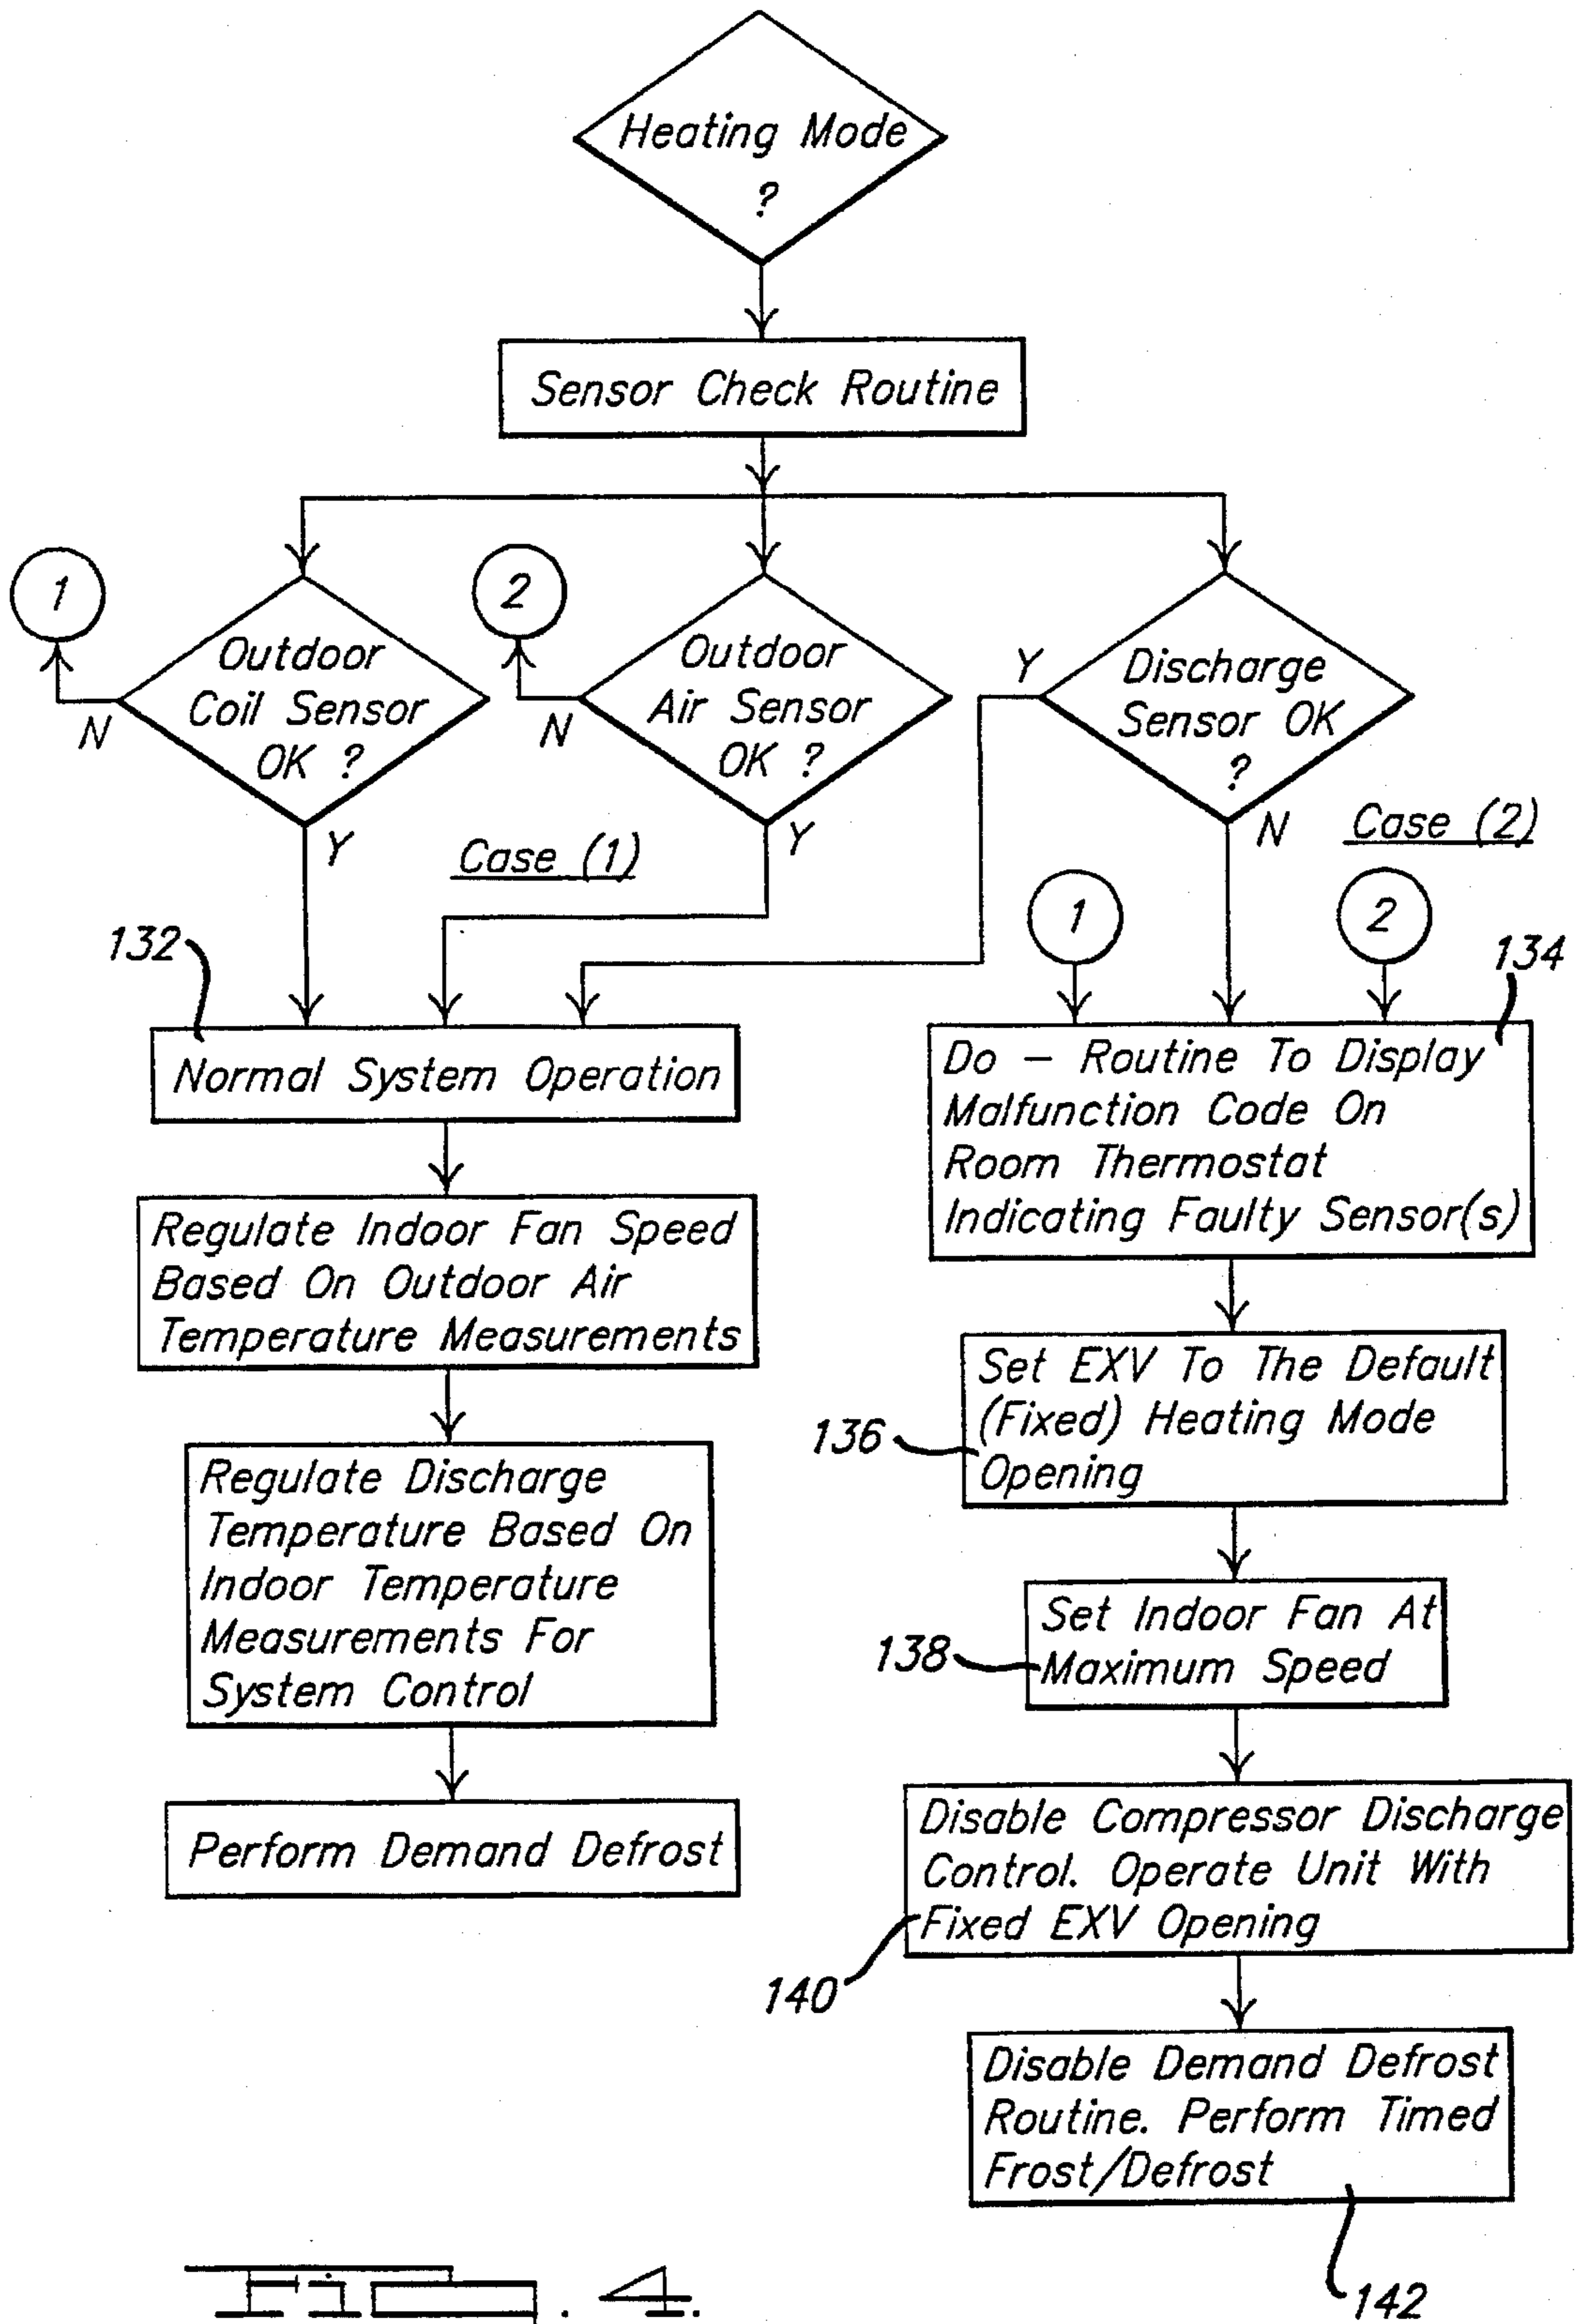 Heating Mode
?
Sensor Check Routine
1
Outdoor
Coil Sensor
OK ?
N
Y
2
Outdoor
Air Sensor
OK ?
N
Y
Y
Discharge
Sensor OK
?
N
Case (1)
Case (2)
1
2
132
Normal System Operation
Regulate Indoor Fan Speed
Based On Outdoor Air
Temperature Measurements
Regulate Discharge
Temperature Based On
Indoor Temperature
Measurements For
System Control
Perform Demand Defrost
134
Do – Routine To Display
Malfunction Code On
Room Thermostat
Indicating Faulty Sensor(s)
136
Set EXV To The Default
(Fixed) Heating Mode
Opening
138
Set Indoor Fan At
Maximum Speed
Disable Compressor Discharge
Control. Operate Unit With
Fixed EXV Opening
140
Disable Demand Defrost
Routine. Perform Timed
Frost/Defrost
142
FIG. 4.